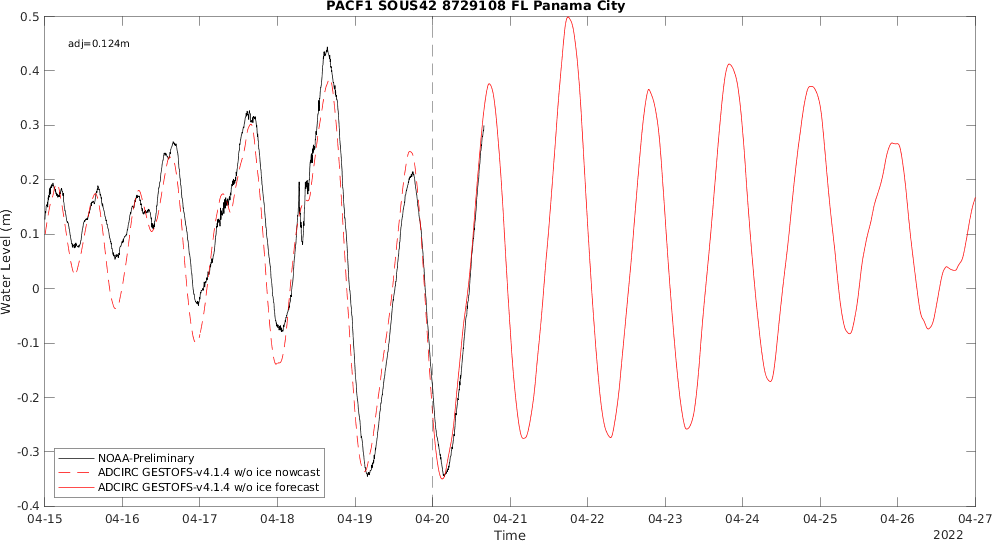 PACF1 SOUS42 8729108 FL Panama City
adj=0.124m
0.5
0.4
0.3
0.2
0.1
0
-0.1
-0.2
-0.3
-0.4
Water Level (m)
NOAA-Preliminary
ADCIRC GESTOFS-v4.1.4 w/o ice nowcast
ADCIRC GESTOFS-v4.1.4 w/o ice forecast
04-15 04-16 04-17 04-18 04-19 04-20 04-21 04-22 04-23 04-24 04-25 04-26 04-27
Time
2022